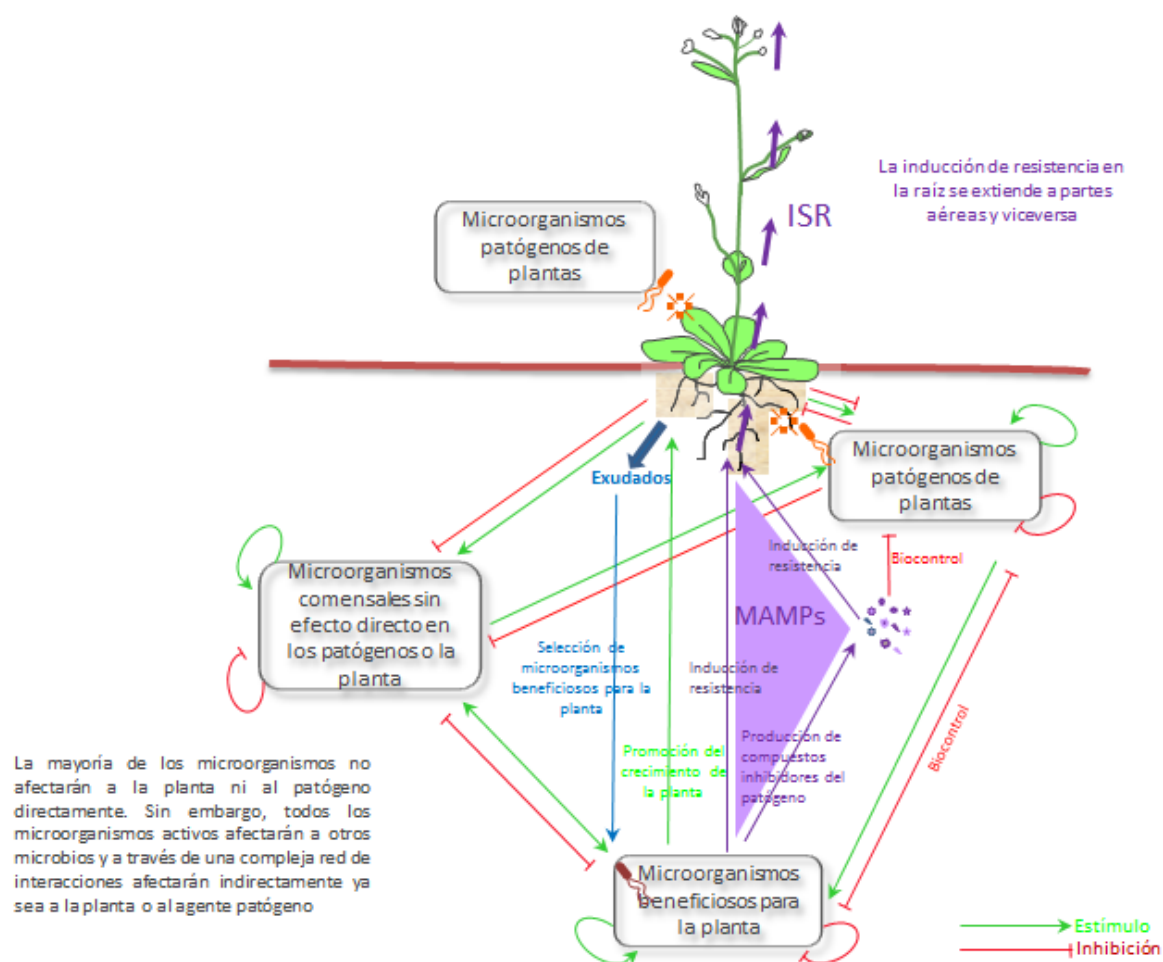 La inducción de resistencia en
la raíz se extiende a partes
aéreas y viceversa
ISR
Microorganismos
patógenos de
plantas
Microorganismos
patógenos de
plantas
Exudados
Inducción de
resistencia
Biocontrol
Microorganismos
comensales sin
efecto directo en
los patógenos o la
planta
MAMPs
Selección de
microorganismos
beneficiosos para la
planta
Inducción de
resistencia
Biocontrol
Promoción del
crecimiento de
la planta
Producción de
compuestos
inhibidores del
patógeno
La mayoría de los microorganismos no
afectarán a la planta ni al patógeno
directamente. Sin embargo, todos los
microorganismos activos afectarán a otros
microbios y a través de una compleja red de
interacciones afectarán indirectamente ya
sea a la planta o al agente patógeno
Microorganismos
beneficiosos para
la planta
Estímulo
Inhibición